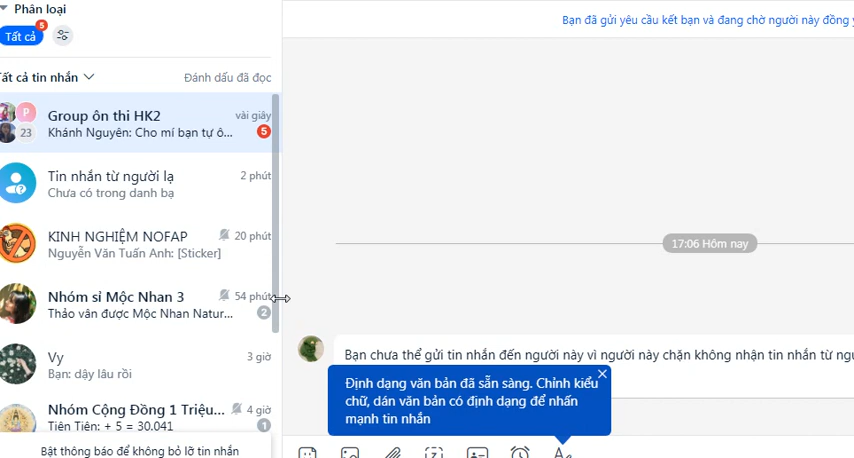 Phân loại
Tất cả
5
Tất cả tin nhắn
Đánh dấu đã đọc
Group ôn thi HK2
vài giây
P
23
Khánh Nguyên: Cho mí bạn tự ô...
5
Tin nhắn từ người lạ
2 phút
Chưa có trong danh bạ
KINH NGHIỆM NOFAP
20 phút
Nguyễn Văn Tuấn Anh: [Sticker]
Nhóm sỉ Mộc Nhan 3
54 phút
Thảo vân được Mộc Nhan Natur...
2
Vy
3 giờ
Bạn: dậy lâu rồi
Nhóm Cộng Đồng 1 Triệu...
4 giờ
Tiên Tiên: + 5 = 30.041
1
Bật thông báo để không bỏ lỡ tin nhắn
Bạn đã gửi yêu cầu kết bạn và đang chờ người này đồng
17:06 Hôm nay
Bạn chưa thể gửi tin nhắn đến người này vì người này chặn không nhận tin nhắn từ
Định dạng văn bản đã sẵn sàng. Chỉnh kiểu
chữ, dán văn bản có định dạng để nhấn
mạnh tin nhắn